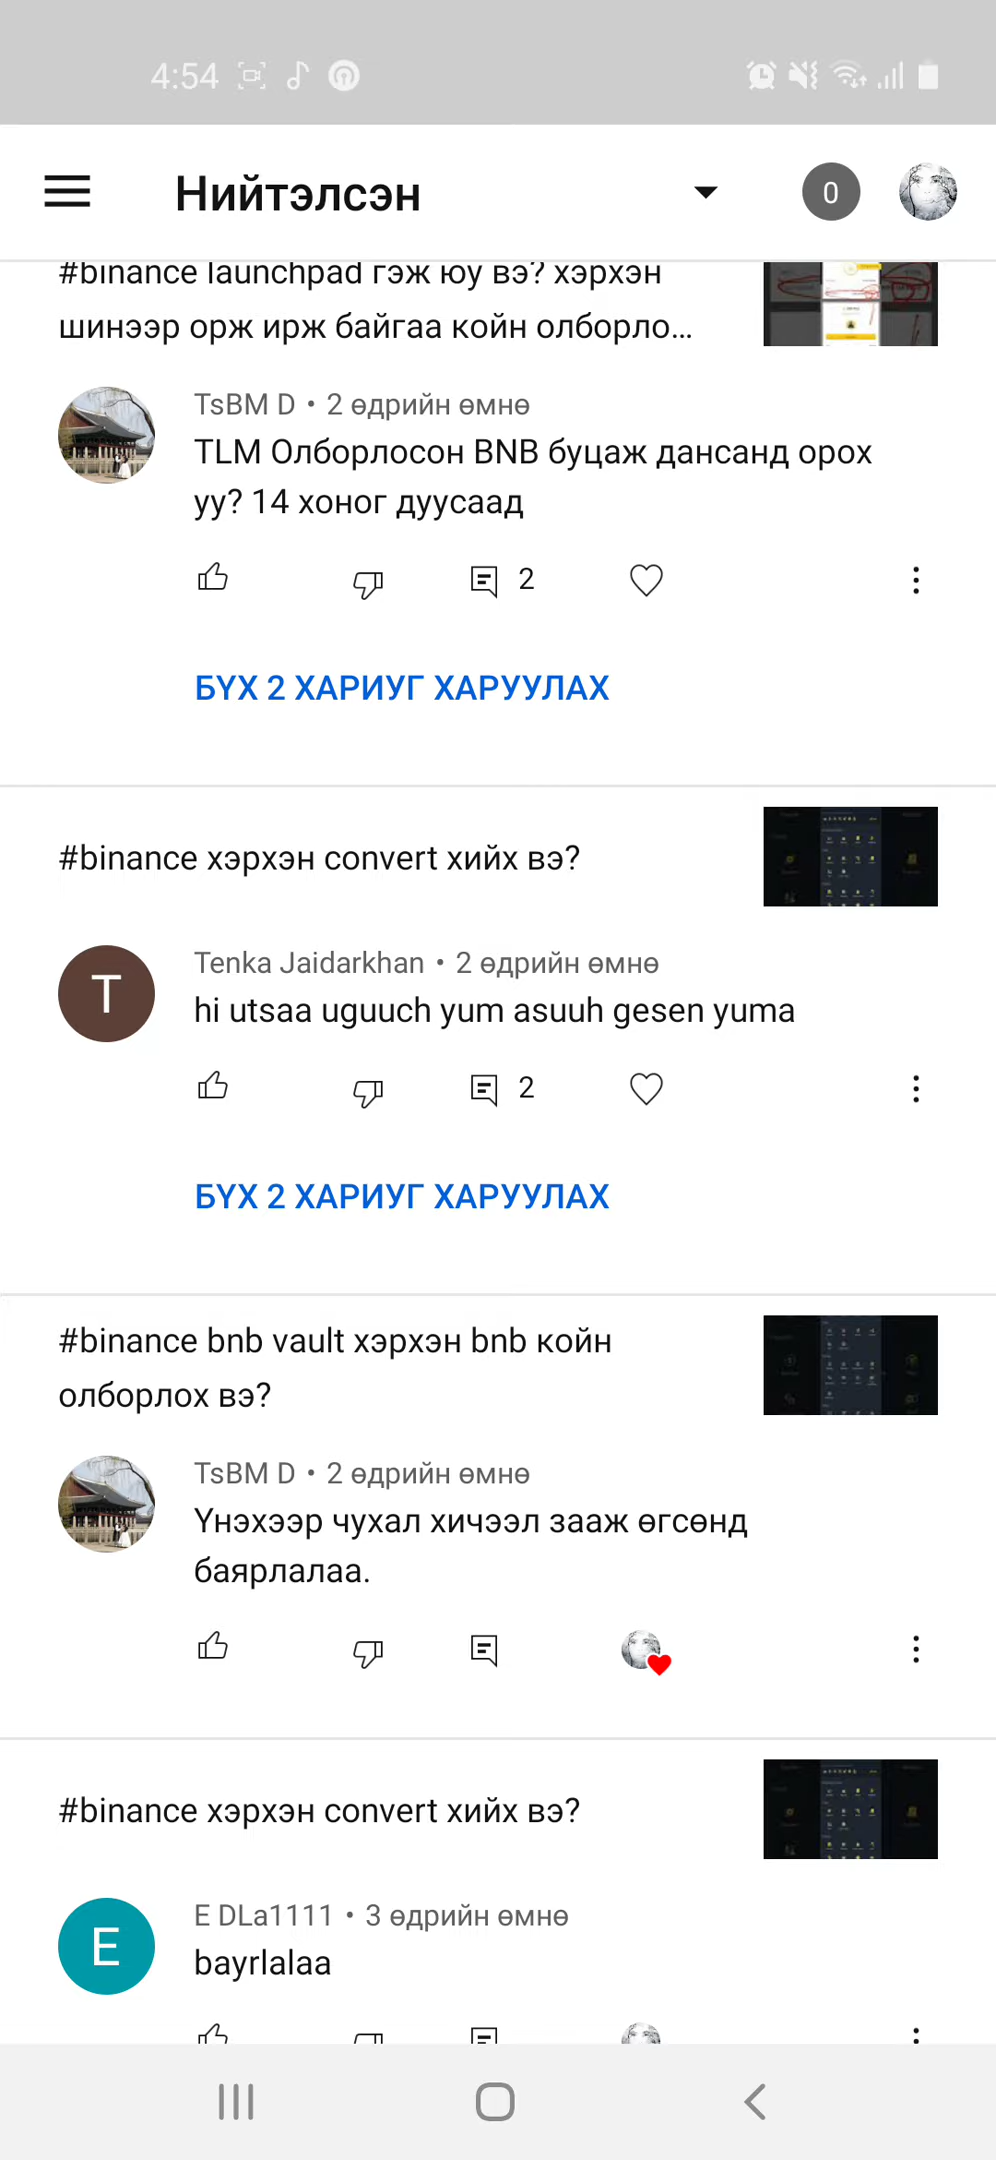 4:54
Нийтэлсэн
0
#binance launchpad гэж юу вэ? хэрхэн
шинээр орж ирж байгаа койн олборло...
TsBM D • 2 өдрийн өмнө
TLM Олборлосон BNB буцаж дансанд орох
уу? 14 хоног дуусаад
2
БҮХ 2 ХАРИУГ ХАРУУЛАХ
#binance хэрхэн convert хийх вэ?
T
Tenka Jaidarkhan • 2 өдрийн өмнө
hi utsaa uguuch yum asuuh gesen yuma
2
БҮХ 2 ХАРИУГ ХАРУУЛАХ
#binance bnb vault хэрхэн bnb койн
олборлох вэ?
TsBM D • 2 өдрийн өмнө
Үнэхээр чухал хичээл зааж өгсөнд
баярлалаа.
#binance хэрхэн convert хийх вэ?
E
E DLa1111 • 3 өдрийн өмнө
bayrlalaa